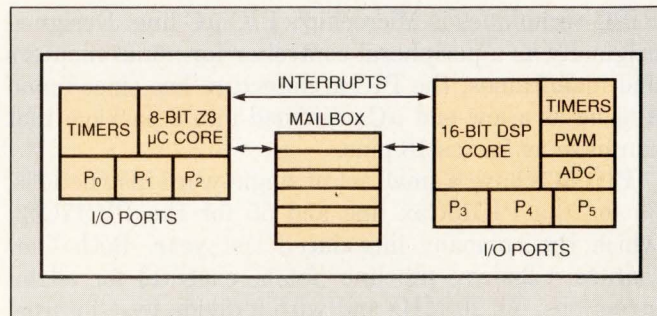 INTERRUPTS
TIMERS
8-BIT Z8
µC CORE
MAILBOX
P₀
P₁
P₂
I/O PORTS
16-BIT DSP
CORE
TIMERS
PWM
ADC
P₃
P₄
P₅
I/O PORTS